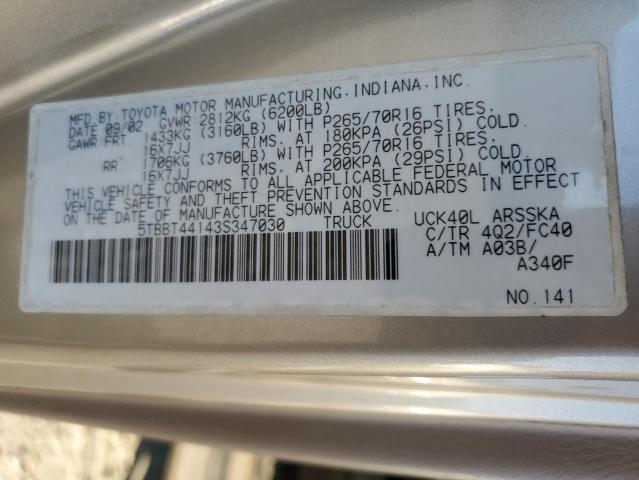 MFD.BY:TOYOTA MOTOR MANUFACTURING,INDIANA,INC.
DATE 09/02 GVWR:2812KG (6200LB)
GAWR:FRT 1433KG (3160LB) WITH P265/70R16 TIRES,
16X7JJ RIMS, AT 180KPA (26PSI) COLD.
RR 1706KG (3760LB) WITH P265/70R16 TIRES,
16X7JJ RIMS, AT 200KPA (29PSI) COLD.
THIS VEHICLE CONFORMS TO ALL APPLICABLE FEDERAL MOTOR
VEHICLE SAFETY AND THEFT PREVENTION STANDARDS IN EFFECT
ON THE DATE OF MANUFACTURE SHOWN ABOVE.
5TBBT44143S347030 TRUCK UCK40L ARSSKA
C/TR 4Q2/FC40
A/TM A03B/
A340F
NO.141